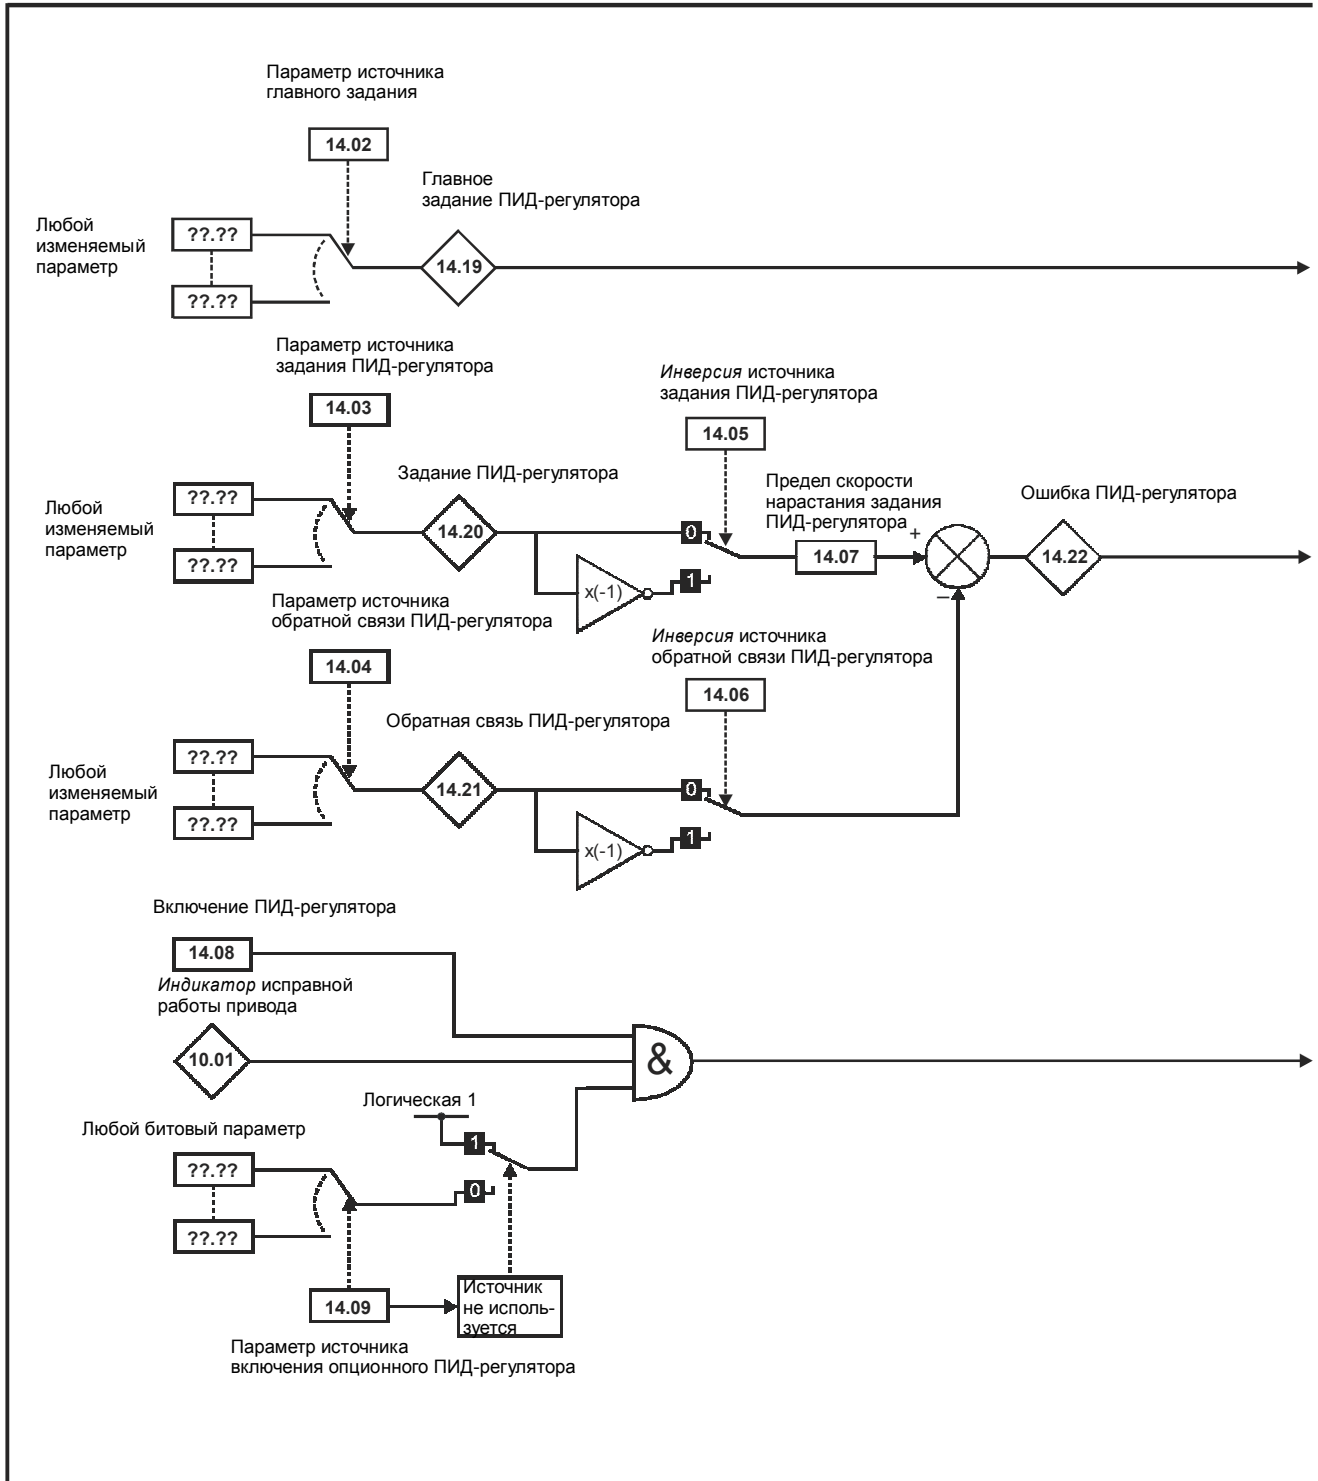 Параметр источника
главного задания
14.02
Главное
задание ПИД-регулятора
Любой
изменяемый
параметр
??.??
??.??
14.19
Параметр источника
задания ПИД-регулятора
14.03
Инверсия источника
задания ПИД-регулятора
14.05
Задание ПИД-регулятора
Предел скорости
нарастания задания
ПИД-регулятора
Ошибка ПИД-регулятора
Любой
изменяемый
параметр
??.??
??.??
14.20
0
+
14.07
14.22
x(-1)
1
–
Параметр источника
обратной связи ПИД-регулятора
Инверсия источника
обратной связи ПИД-регулятора
14.04
14.06
Обратная связь ПИД-регулятора
Любой
изменяемый
параметр
??.??
??.??
14.21
0
x(-1)
1
Включение ПИД-регулятора
14.08
Индикатор исправной
работы привода
10.01
&
Логическая 1
Любой битовый параметр
1
??.??
0
??.??
14.09
Источник
не исполь-
зуется
Параметр источника
включения опционного ПИД-регулятора